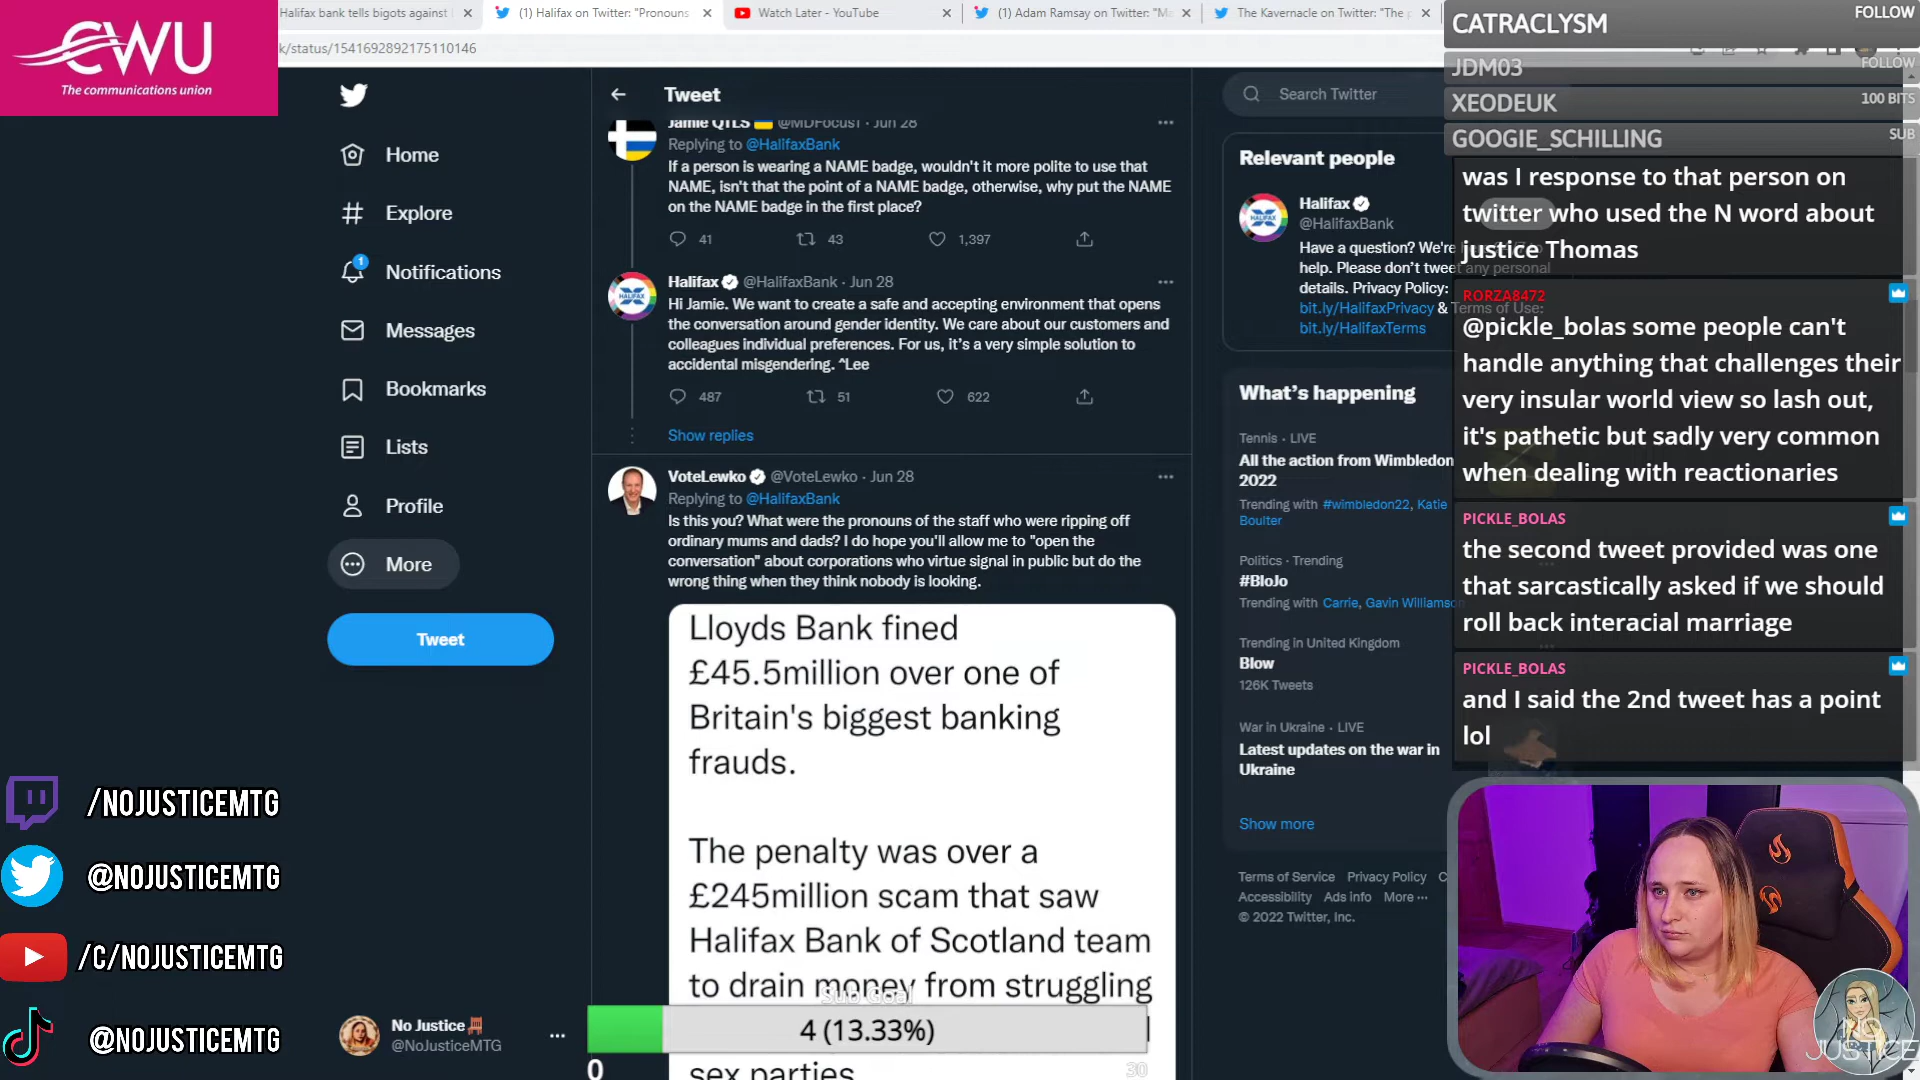 CWU
The communications union
Halifax bank tells bigots against
(1) Halifax on Twitter: "Pronouns
Watch Later - YouTube
(1) Adam Ramsay on Twitter: "Ma
The Kavernacle on Twitter: "The p
k/status/1541692892175110146
Home
Explore
1
Notifications
Messages
Bookmarks
Lists
Profile
More
Tweet
No Justice
@NoJusticeMTG
/NOJUSTICEMTG
@NOJUSTICEMTG
/C/NOJUSTICEMTG
@NOJUSTICEMTG
Tweet
Jamie QTLS @MDFocus1 · Jun 28
Replying to @HalifaxBank
If a person is wearing a NAME badge, wouldn't it more polite to use that
NAME, isn't that the point of a NAME badge, otherwise, why put the NAME
on the NAME badge in the first place?
41 43 1,397
Halifax @HalifaxBank · Jun 28
Hi Jamie. We want to create a safe and accepting environment that opens
the conversation around gender identity. We care about our customers and
colleagues individual preferences. For us, it's a very simple solution to
accidental misgendering. ^Lee
487 51 622
Show replies
VoteLewko @VoteLewko · Jun 28
Replying to @HalifaxBank
Is this you? What were the pronouns of the staff who were ripping off
ordinary mums and dads? I do hope you'll allow me to "open the
conversation" about corporations who virtue signal in public but do the
wrong thing when they think nobody is looking.
Lloyds Bank fined
£45.5million over one of
Britain's biggest banking
frauds.
The penalty was over a
£245million scam that saw
Halifax Bank of Scotland team
to drain money from struggling
sex parties
Sub Goal
4 (13.33%)
0
30
Search Twitter
Relevant people
Halifax
@HalifaxBank
Have a question? We're
help. Please don't tweet any personal
details. Privacy Policy:
bit.ly/HalifaxPrivacy & Terms of Use:
bit.ly/HalifaxTerms
What's happening
Tennis · LIVE
All the action from Wimbledon
2022
Trending with #wimbledon22, Katie
Boulter
Politics · Trending
#BloJo
Trending with Carrie, Gavin Williamso
Trending in United Kingdom
Blow
126K Tweets
War in Ukraine · LIVE
Latest updates on the war in
Ukraine
Show more
Terms of Service Privacy Policy C
Accessibility Ads info More
© 2022 Twitter, Inc.
CATRACLYSM FOLLOW
JDM03 FOLLOW
XEODEUK 100 BITS
GOOGIE_SCHILLING SUB
was I response to that person on
twitter who used the N word about
justice Thomas
RORZA8472
@pickle_bolas some people can't
handle anything that challenges their
very insular world view so lash out,
it's pathetic but sadly very common
when dealing with reactionaries
PICKLE_BOLAS
the second tweet provided was one
that sarcastically asked if we should
roll back interacial marriage
PICKLE_BOLAS
and I said the 2nd tweet has a point
lol
NO
JUSTICE